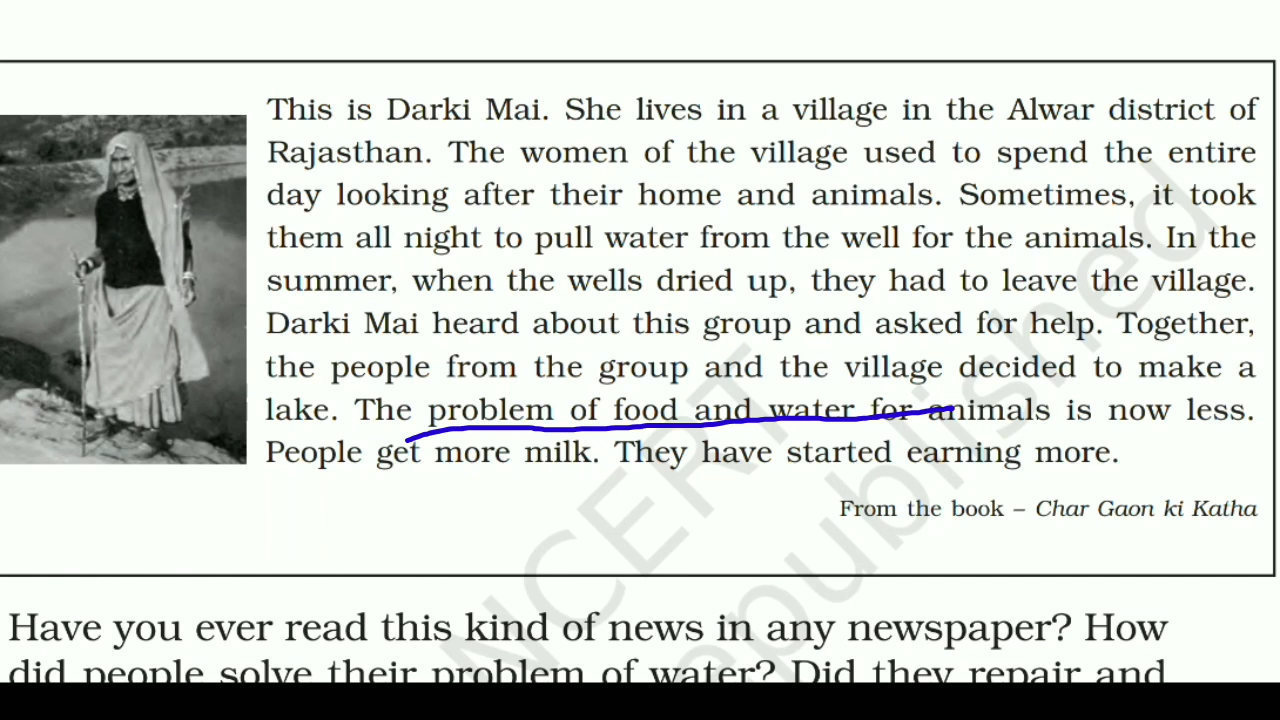 This is Darki Mai. She lives in a village in the Alwar district of
Rajasthan. The women of the village used to spend the entire
day looking after their home and animals. Sometimes, it took
them all night to pull water from the well for the animals. In the
summer, when the wells dried up, they had to leave the village.
Darki Mai heard about this group and asked for help. Together,
the people from the group and the village decided to make a
lake. The problem of food and water for animals is now less.
People get more milk. They have started earning more.
From the book – Char Gaon ki Katha
Have you ever read this kind of news in any newspaper? How
did people solve their problem of water? Did they repair and
NCERT
republished